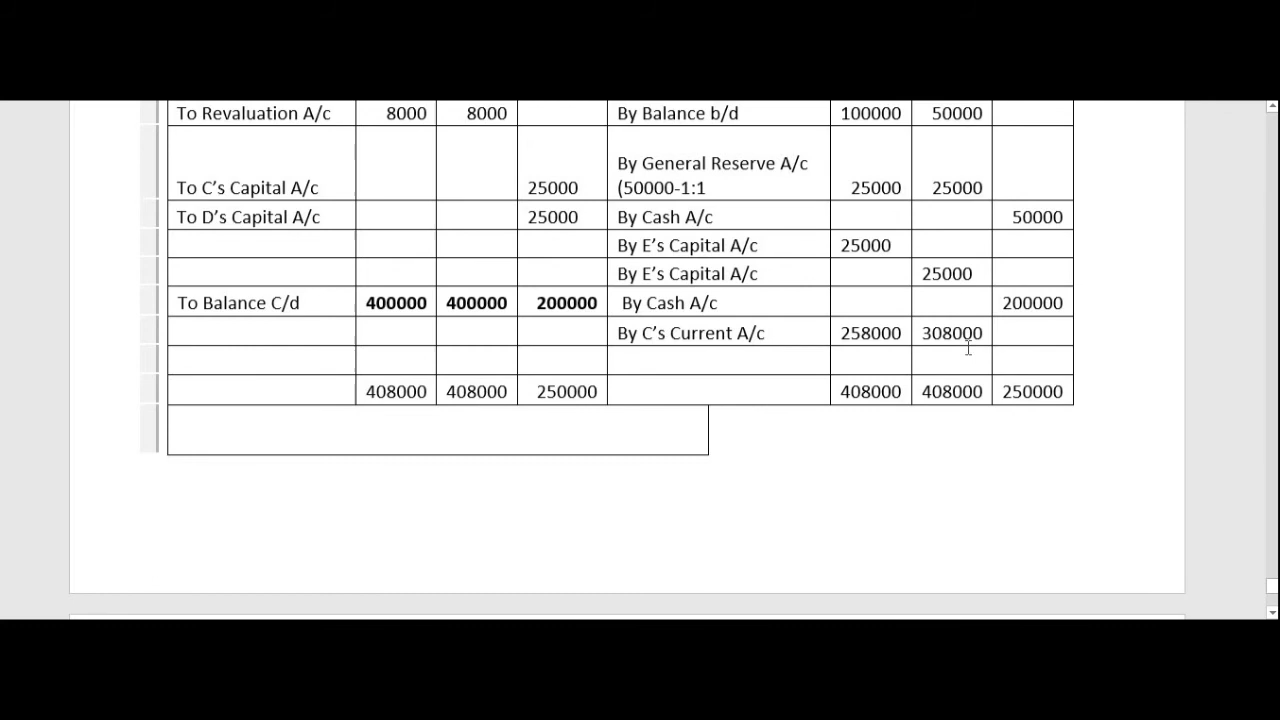 To Revaluation A/c 8000 8000 By Balance b/d 100000 50000
By General Reserve A/c
To C's Capital A/c 25000 (50000-1:1 25000 25000
To D's Capital A/c 25000 By Cash A/c 50000
By E's Capital A/c 25000
By E's Capital A/c 25000
To Balance C/d 400000 400000 200000 By Cash A/c 200000
By C's Current A/c 258000 308000
408000 408000 250000 408000 408000 250000